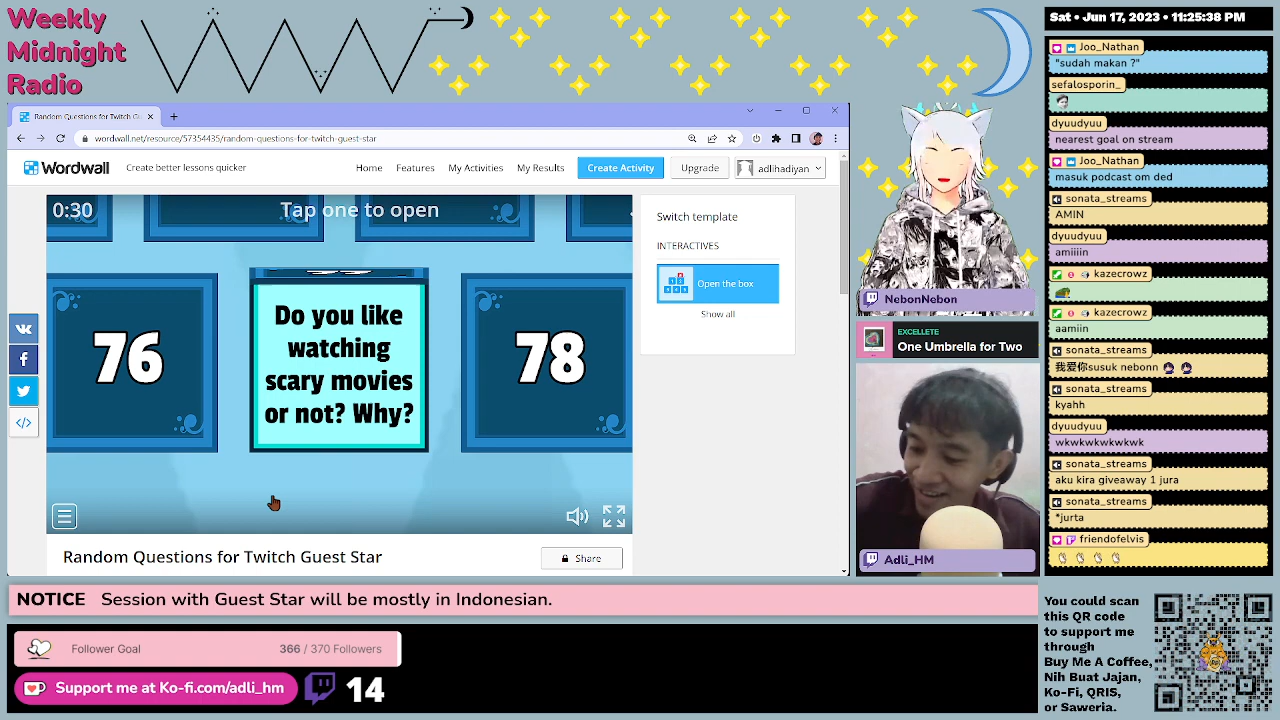 Weekly
Midnight
Radio
Sat • Jun 17, 2023 • 11:25:38 PM
Random Questions for Twitch G
wordwall.net/resource/57354435/random-questions-for-twitch-guest-star
Wordwall
Create better lessons quicker
Home
Features
My Activities
My Results
Create Activity
Upgrade
adlihadiyan
0:30
Tap one to open
76
Do you like
watching
scary movies
or not? Why?
78
Switch template
INTERACTIVES
Open the box
Show all
Random Questions for Twitch Guest Star
Share
NebonNebon
EXCELLETE
One Umbrella for Two
Adli_HM
Joo_Nathan
"sudah makan ?"
sefalosporin_
dyuudyuu
nearest goal on stream
Joo_Nathan
masuk podcast om ded
sonata_streams
AMIN
dyuudyuu
amiiiin
kazecrowz
kazecrowz
aamiin
sonata_streams
我爱你susuk nebonn
sonata_streams
kyahh
dyuudyuu
wkwkwkwkwkwk
sonata_streams
aku kira giveaway 1 jura
sonata_streams
*jurta
friendofelvis
NOTICE Session with Guest Star will be mostly in Indonesian.
Follower Goal
366 / 370 Followers
Support me at Ko-fi.com/adli_hm
14
You could scan
this QR code
to support me
through
Buy Me A Coffee,
Nih Buat Jajan,
Ko-Fi, QRIS,
or Saweria.